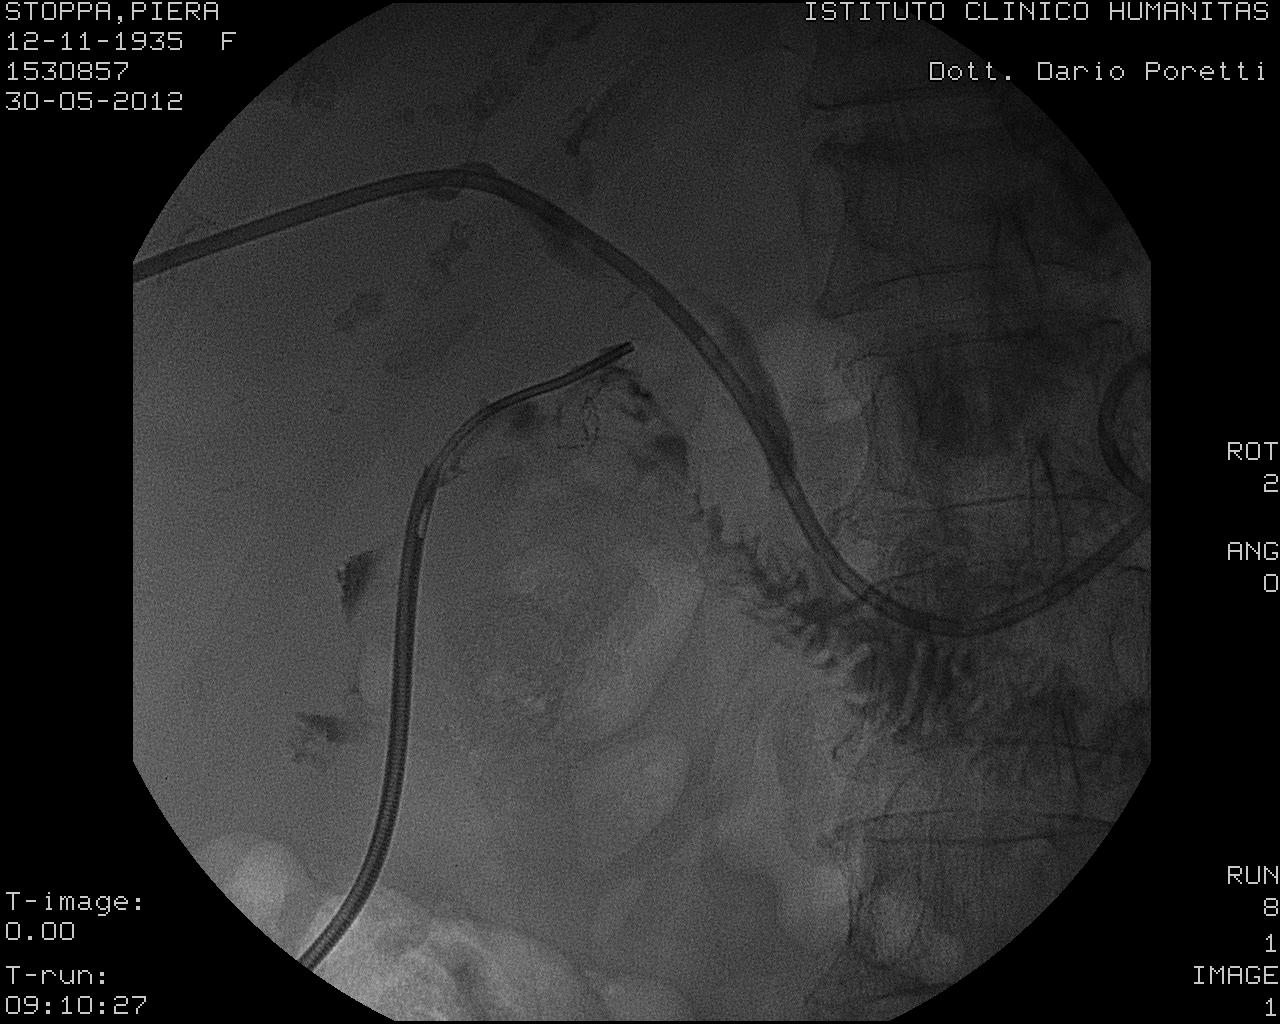 STOPPA,PIERA
12-11-1935 F
1530857
30-05-2012
ISTITUTO CLINICO HUMANITAS
Dott. Dario Poretti
ROT
2
ANG
0
T-image:
0.00
T-run:
09:10:27
RUN
8
1
IMAGE
1